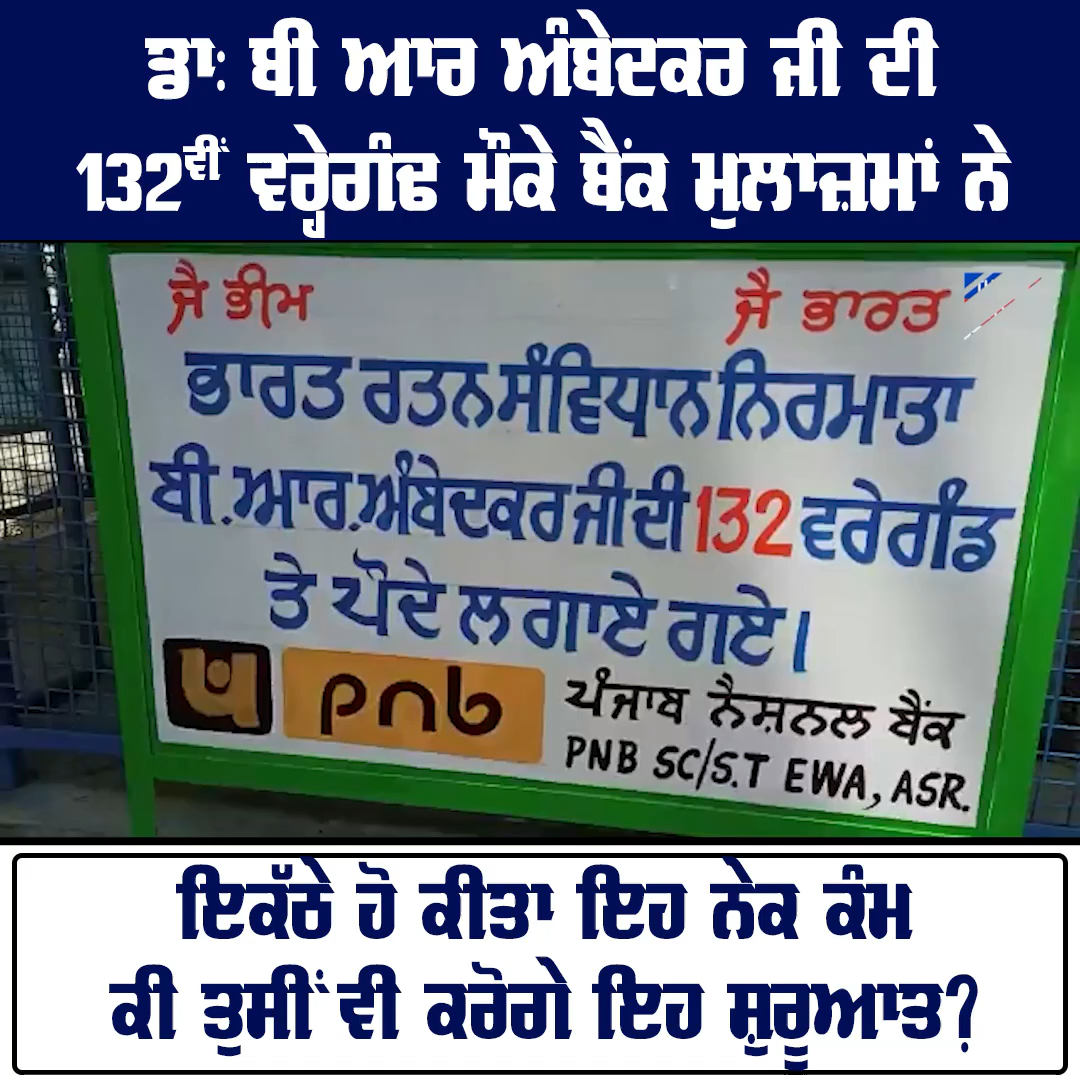 ਡਾ: ਬੀ ਆਰ ਅੰਬੇਦਕਰ ਜੀ ਦੀ
132ਵੀਂ ਵਰ੍ਹੇਗੰਢ ਮੌਕੇ ਬੈਂਕ ਮੁਲਾਜ਼ਮਾਂ ਨੇ
ਜੈ ਭੀਮ ਜੈ ਭਾਰਤ
ਭਾਰਤ ਰਤਨ ਸੰਵਿਧਾਨ ਨਿਰਮਾਤਾ
ਬੀ.ਆਰ.ਅੰਬੇਦਕਰ ਜੀ ਦੀ 132 ਵਰੇਗੰਡ
ਤੇ ਪੌਦੇ ਲਗਾਏ ਗਏ।
pnb ਪੰਜਾਬ ਨੈਸ਼ਨਲ ਬੈਂਕ
PNB SC/S.T EWA, ASR.
ਇਕੱਠੇ ਹੋ ਕੀਤਾ ਇਹ ਨੇਕ ਕੰਮ
ਕੀ ਤੁਸੀਂ ਵੀ ਕਰੋਗੇ ਇਹ ਸ਼ੁਰੂਆਤ?